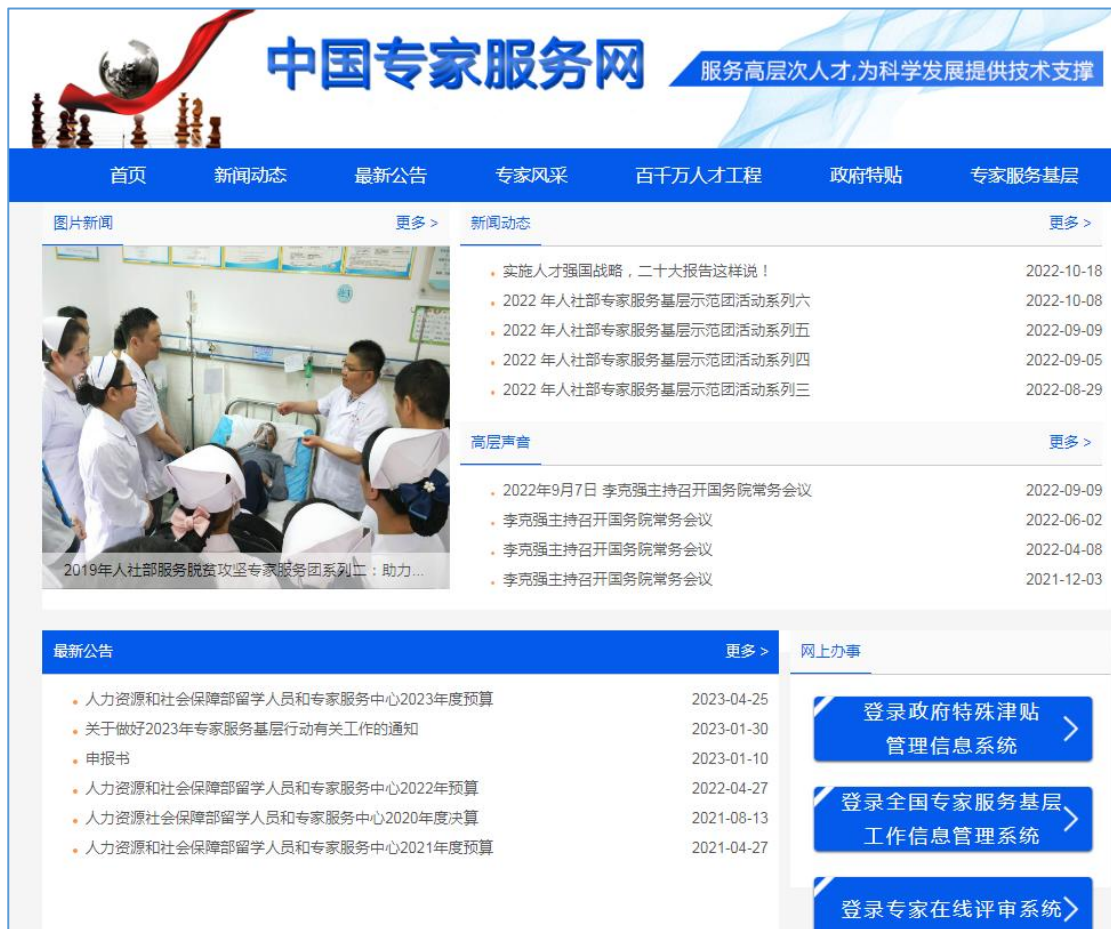 中国专家服务网
服务高层次人才,为科学发展提供技术支撑
首页 新闻动态 最新公告 专家风采 百千万人才工程 政府特贴 专家服务基层
图片新闻 更多 >
2019年人社部服务脱贫攻坚专家服务团系列二：助力...
新闻动态 更多 >
实施人才强国战略，二十大报告这样说！ 2022-10-18
2022 年人社部专家服务基层示范团活动系列六 2022-10-08
2022 年人社部专家服务基层示范团活动系列五 2022-09-09
2022 年人社部专家服务基层示范团活动系列四 2022-09-05
2022 年人社部专家服务基层示范团活动系列三 2022-08-29
高层声音 更多 >
2022年9月7日 李克强主持召开国务院常务会议 2022-09-09
李克强主持召开国务院常务会议 2022-06-02
李克强主持召开国务院常务会议 2022-04-08
李克强主持召开国务院常务会议 2021-12-03
最新公告 更多 >
人力资源和社会保障部留学人员和专家服务中心2023年度预算 2023-04-25
关于做好2023年专家服务基层行动有关工作的通知 2023-01-30
申报书 2023-01-10
人力资源和社会保障部留学人员和专家服务中心2022年预算 2022-04-27
人力资源社会保障部留学人员和专家服务中心2020年度决算 2021-08-13
人力资源和社会保障部留学人员和专家服务中心2021年度预算 2021-04-27
网上办事
登录政府特殊津贴
管理信息系统
登录全国专家服务基层
工作信息管理系统
登录专家在线评审系统